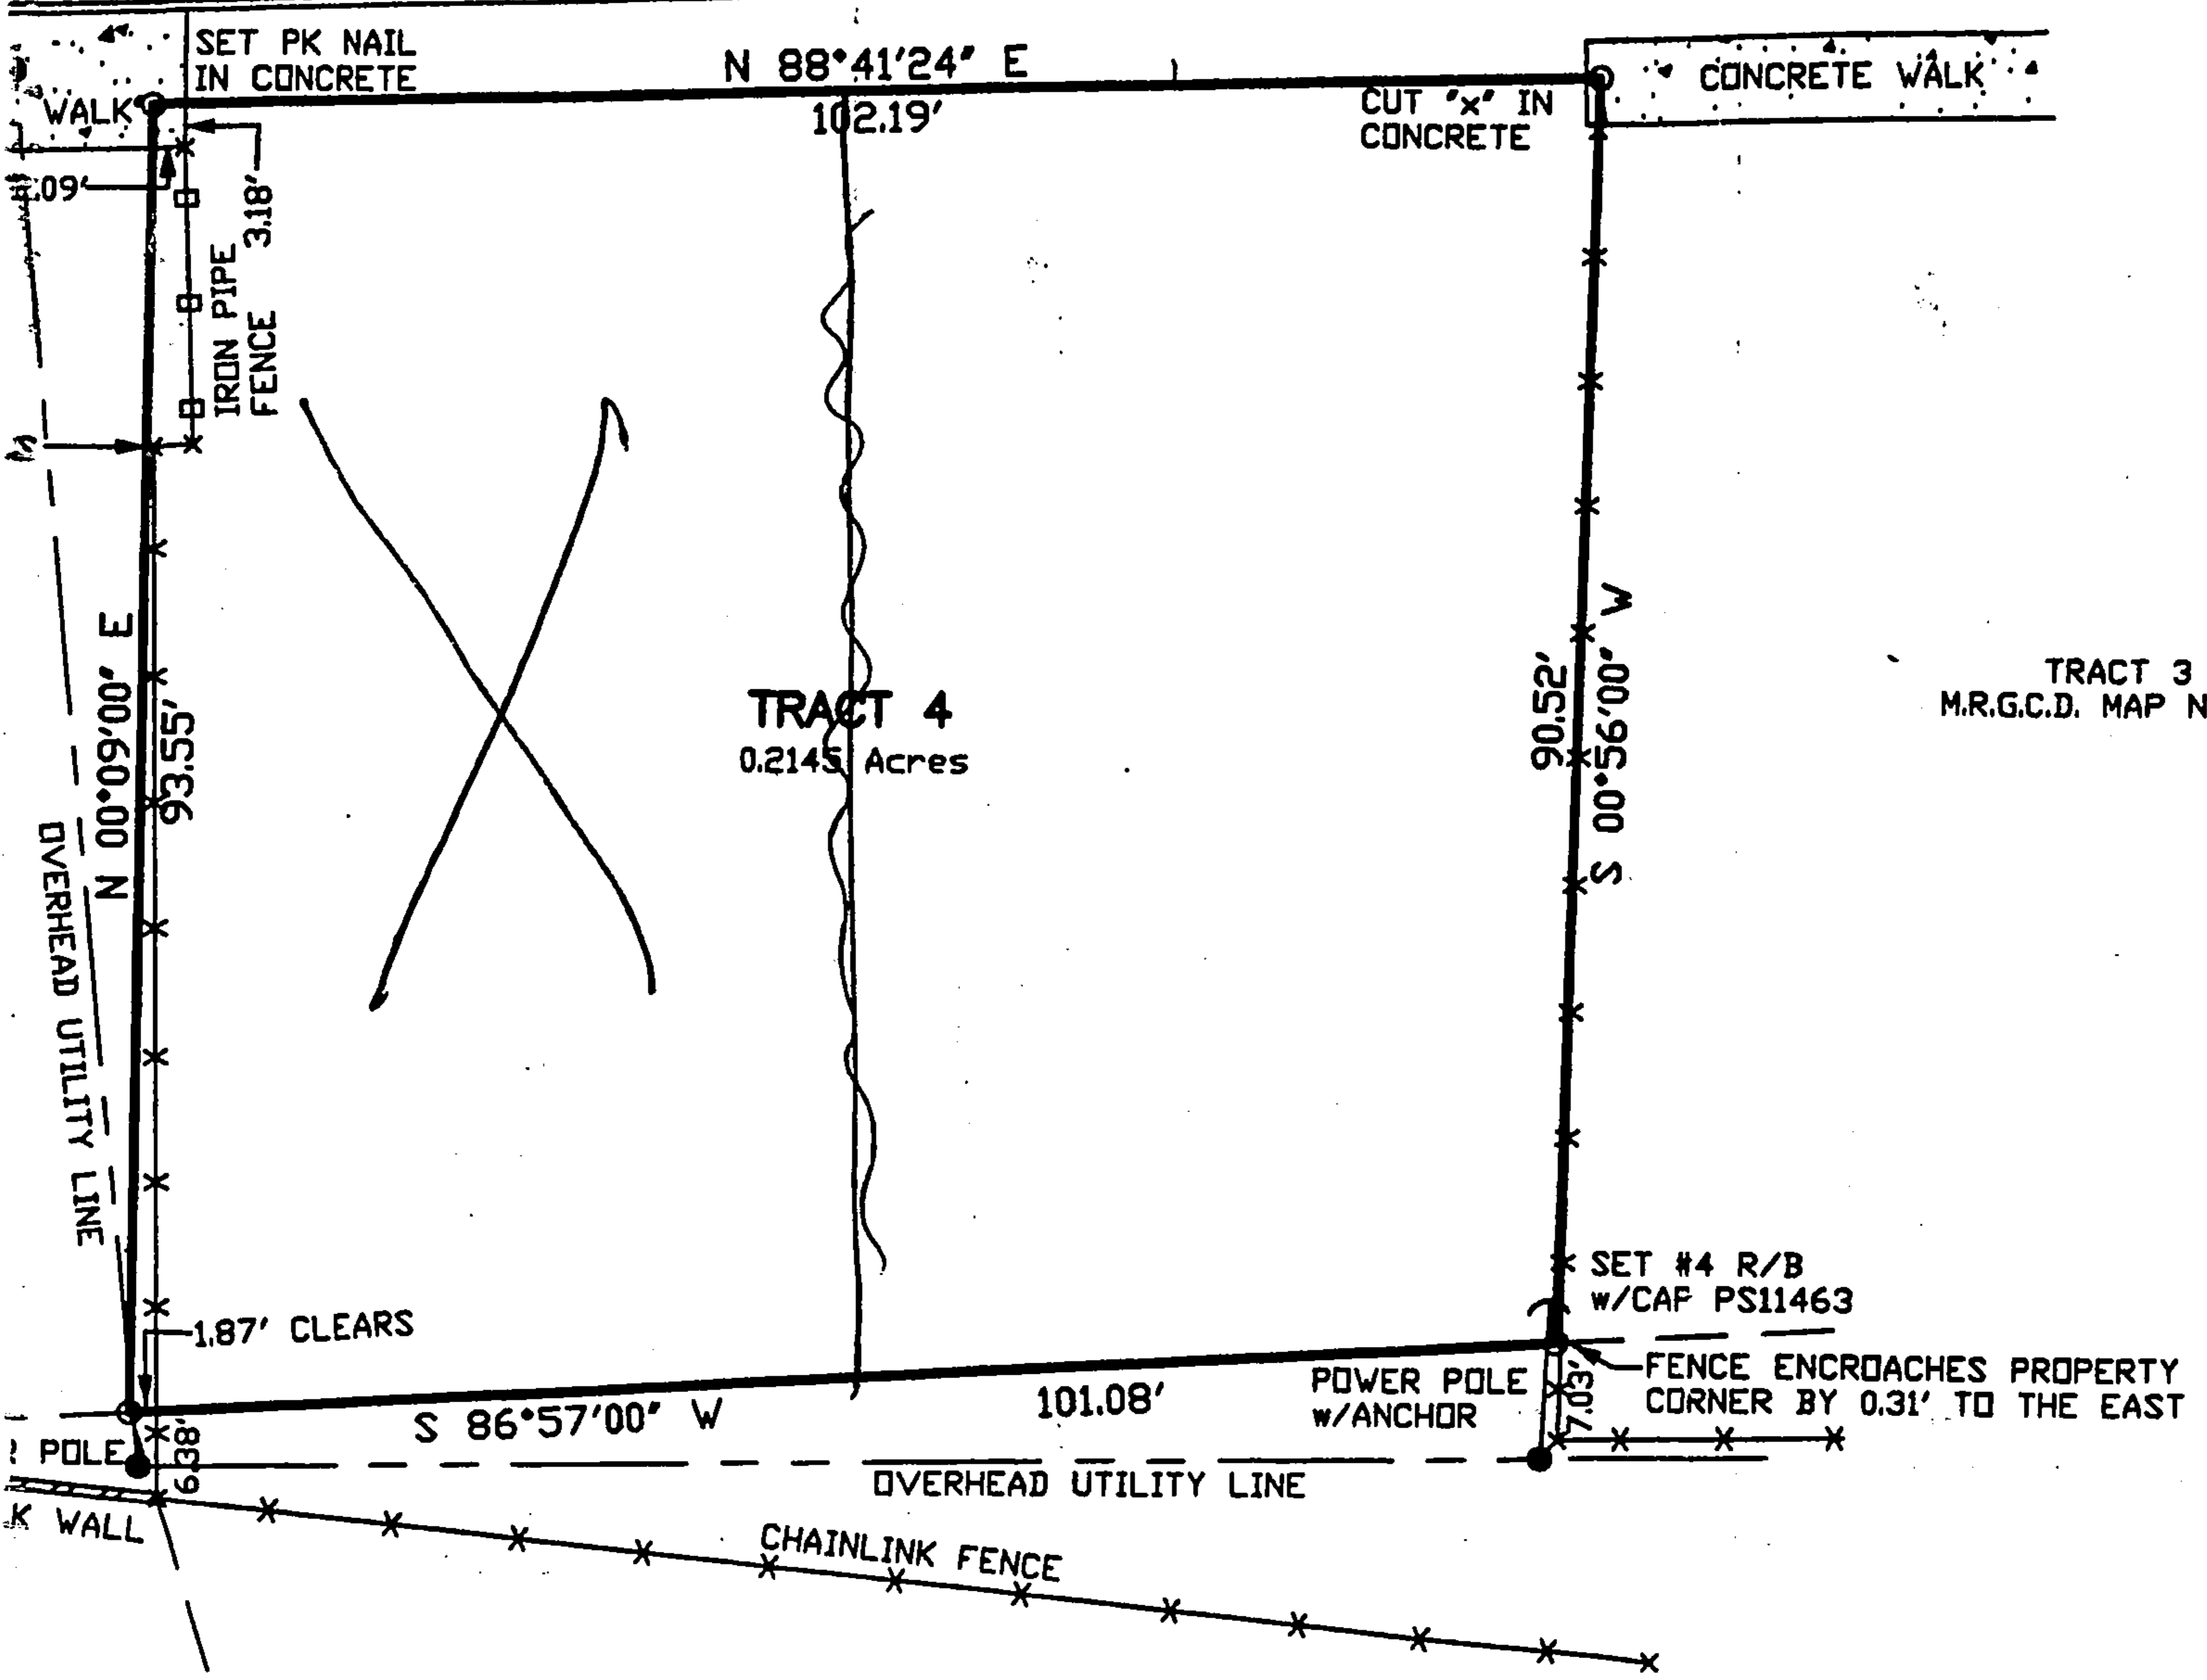 SET PK NAIL
IN CONCRETE
N 88°41'24" E
102.19'
CUT "x" IN
CONCRETE
CONCRETE WALK
WALK
.09'
3.18'
IRON PIPE
FENCE
N 00°09'00" E
93.55'
OVERHEAD UTILITY LINE
TRACT 4
0.2145 Acres
90.52'
S 00°56'00" W
TRACT 3
M.R.G.C.D. MAP N
SET #4 R/B
w/CAP PS11463
1.87' CLEARS
FENCE ENCROACHES PROPERTY
CORNER BY 0.31' TO THE EAST
S 86°57'00" W
101.08'
POWER POLE
w/ANCHOR
7.03'
POLE
6.38'
OVERHEAD UTILITY LINE
K WALL
CHAINLINK FENCE